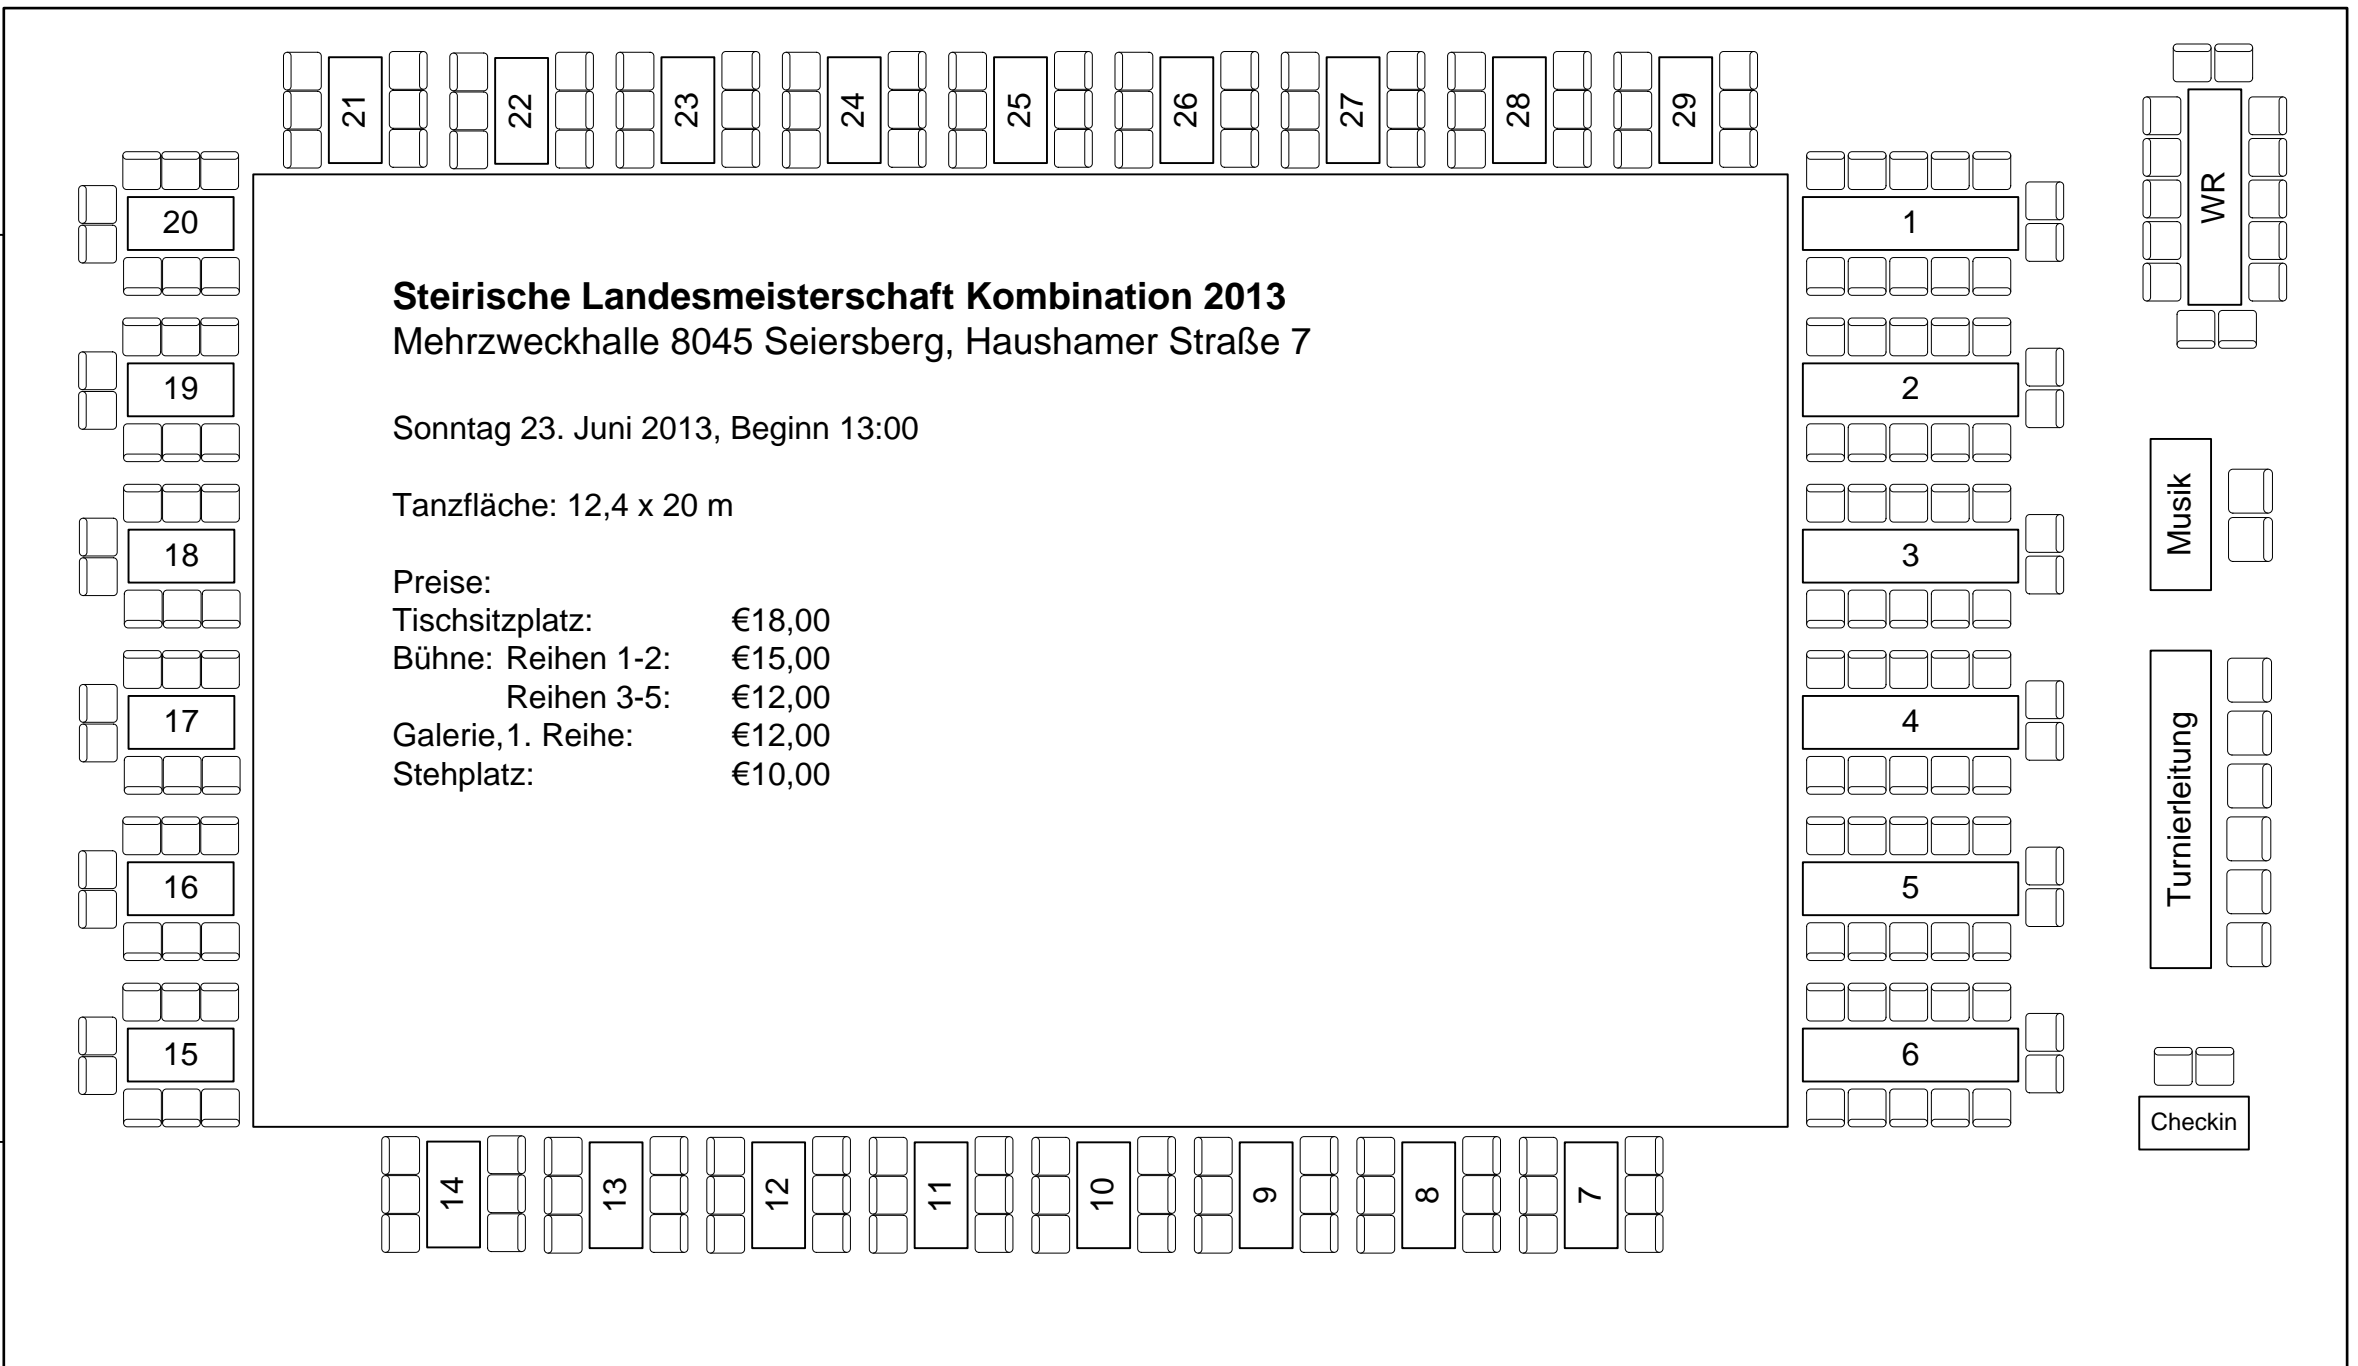 21 22 23 24 25 26 27 28 29
20
19
18
17
16
15
Steirische Landesmeisterschaft Kombination 2013
Mehrzweckhalle 8045 Seiersberg, Haushamer Straße 7
Sonntag 23. Juni 2013, Beginn 13:00
Tanzfläche: 12,4 x 20 m
Preise:
Tischsitzplatz: €18,00
Bühne: Reihen 1-2: €15,00
Reihen 3-5: €12,00
Galerie,1. Reihe: €12,00
Stehplatz: €10,00
1
2
3
4
5
6
WR
Musik
Turnierleitung
Checkin
14 13 12 11 10 9 8 7